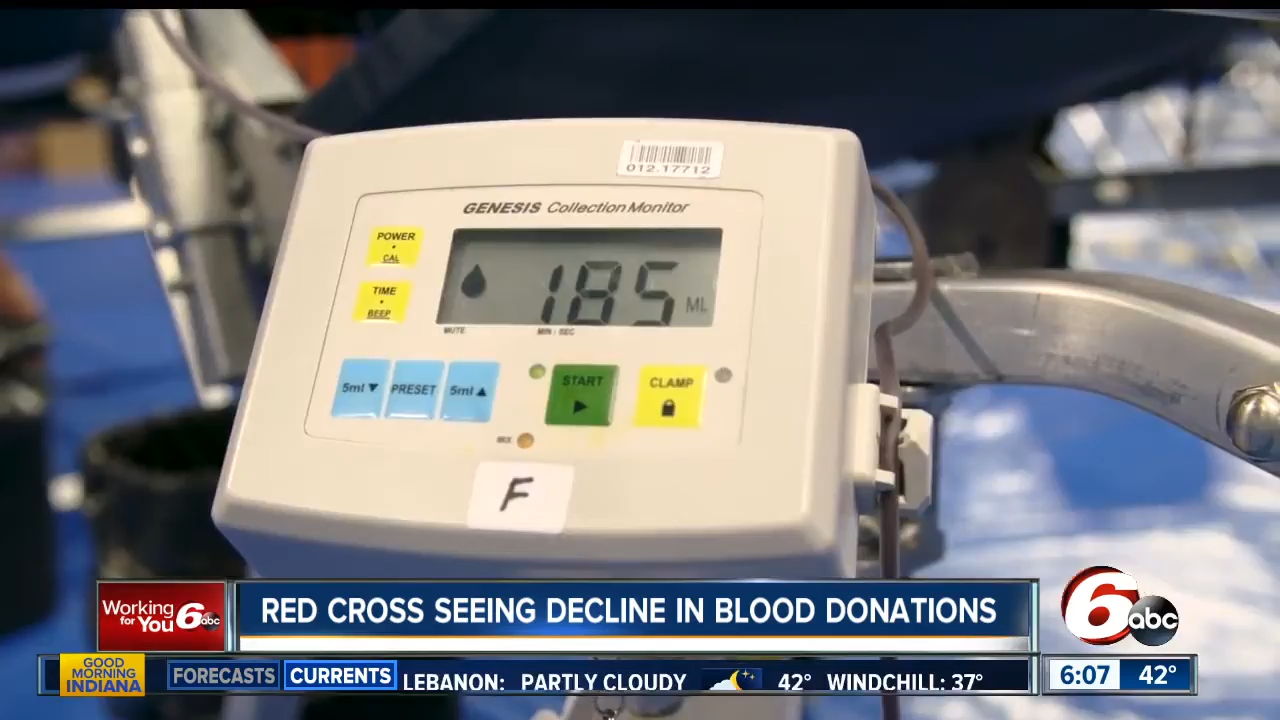 012.17712
GENESIS Collection Monitor
POWER
CAL
TIME
BEEP
185 ML
MUTE MIN / SEC
5ml ▼ PRESET 5ml ▲
START
CLAMP
MIX
F
Working for You 6abc
RED CROSS SEEING DECLINE IN BLOOD DONATIONS
6abc
GOOD MORNING INDIANA
FORECASTS CURRENTS LEBANON: PARTLY CLOUDY 42° WINDCHILL: 37°
6:07 42°